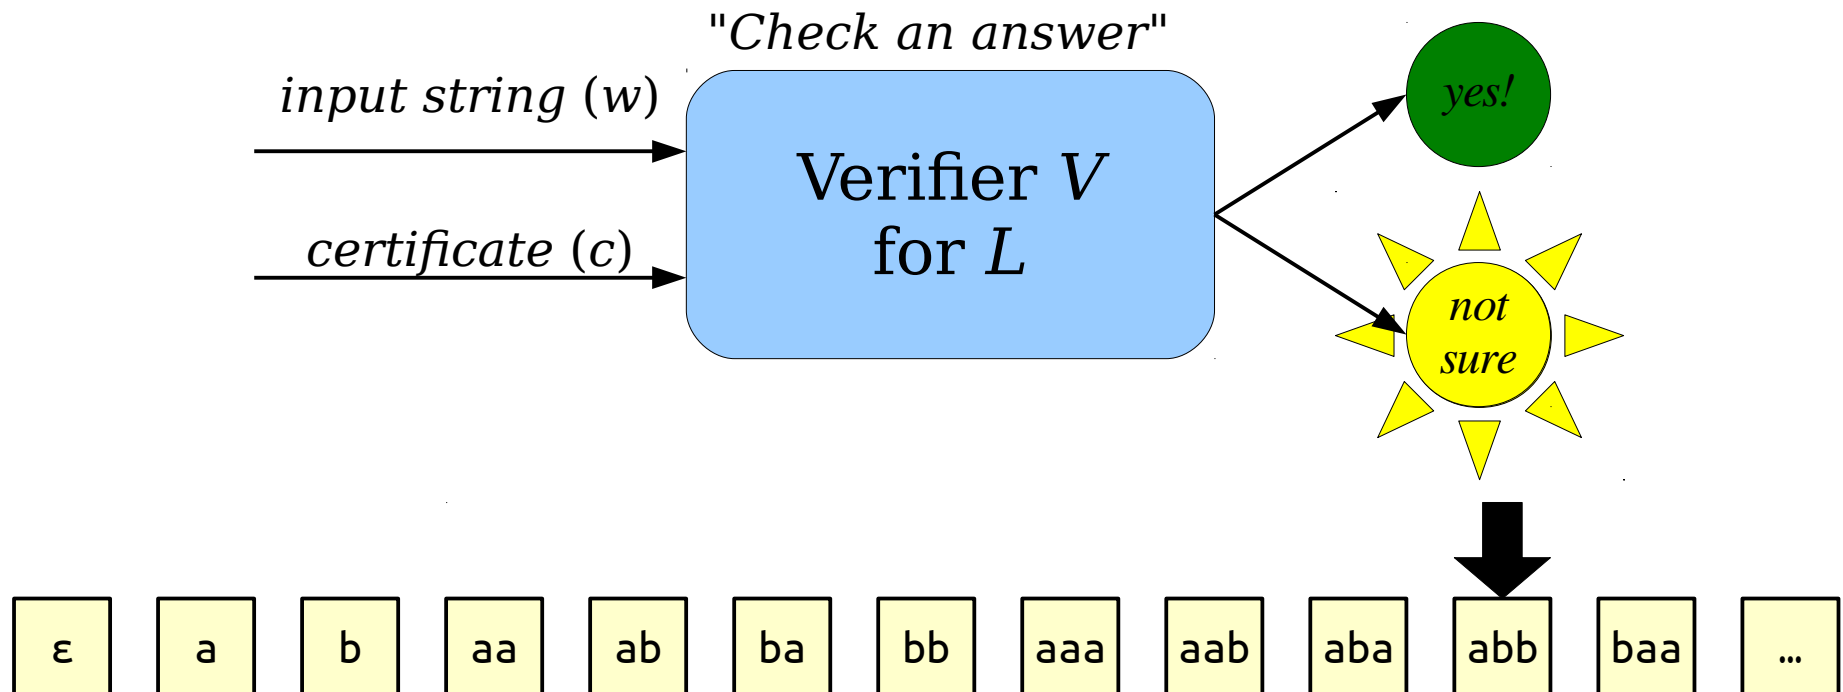 "Check an answer"
input string (w)
certificate (c)
Verifier V
for L
yes!
not
sure
ε a b aa ab ba bb aaa aab aba abb baa …